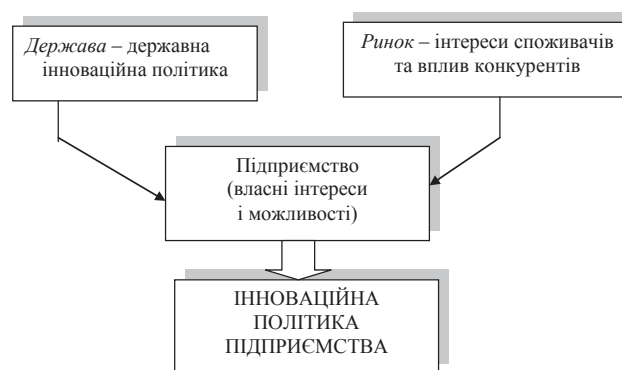 Держава – державна
інноваційна політика
Ринок – інтереси споживачів
та вплив конкурентів
Підприємство
(власні інтереси
і можливості)
ІННОВАЦІЙНА
ПОЛІТИКА
ПІДПРИЄМСТВА